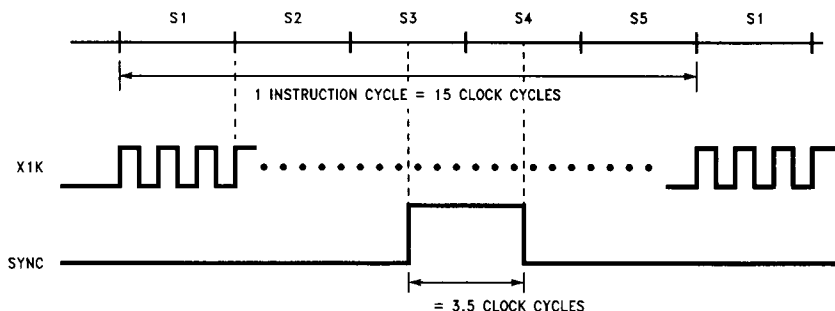 S1 S2 S3 S4 S5 S1
1 INSTRUCTION CYCLE = 15 CLOCK CYCLES
X1K
SYNC
= 3.5 CLOCK CYCLES